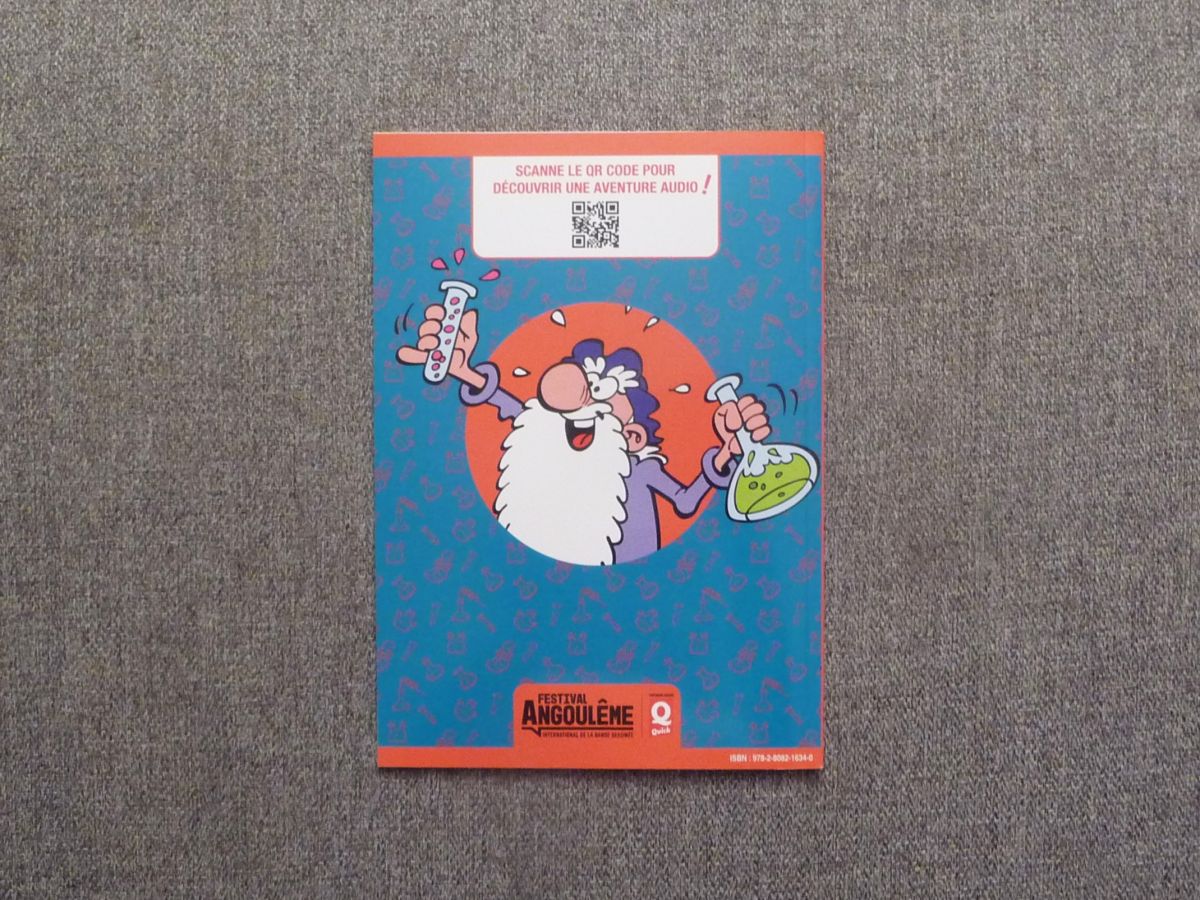 SCANNE LE QR CODE POUR
DÉCOUVRIR UNE AVENTURE AUDIO !
FESTIVAL
ANGOULÊME
INTERNATIONAL DE LA BANDE DESSINÉE
Q
Quick
ISBN : 978-2-8082-1634-0